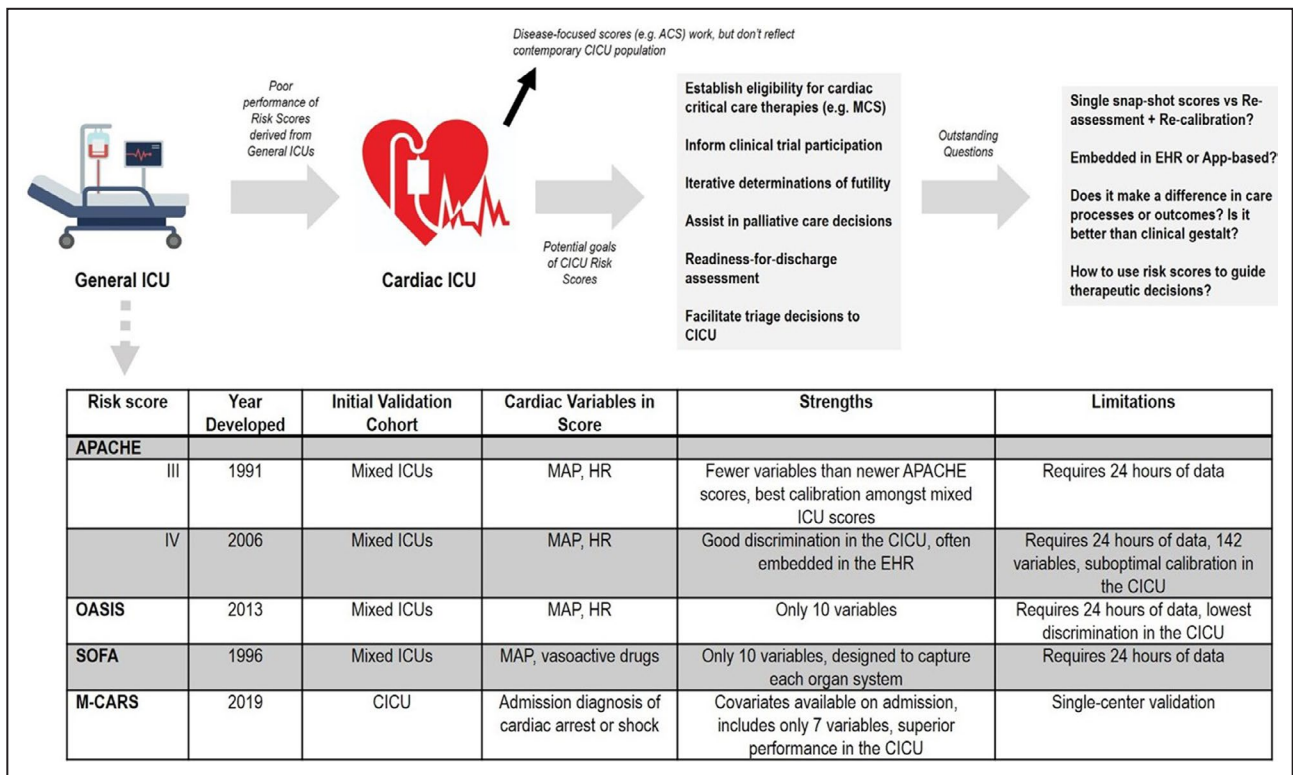 Disease-focused scores (e.g. ACS) work, but don't reflect
contemporary CICU population
Poor
performance of
Risk Scores
derived from
General ICUs
General ICU
Cardiac ICU
Potential goals
of CICU Risk
Scores
Establish eligibility for cardiac
critical care therapies (e.g. MCS)
Inform clinical trial participation
Iterative determinations of futility
Assist in palliative care decisions
Readiness-for-discharge
assessment
Facilitate triage decisions to
CICU
Outstanding
Questions
Single snap-shot scores vs Re-
assessment + Re-calibration?
Embedded in EHR or App-based?
Does it make a difference in care
processes or outcomes? Is it
better than clinical gestalt?
How to use risk scores to guide
therapeutic decisions?
Risk score
Year
Developed
Initial Validation
Cohort
Cardiac Variables in
Score
Strengths
Limitations
APACHE
III
1991
Mixed ICUs
MAP, HR
Fewer variables than newer APACHE
scores, best calibration amongst mixed
ICU scores
Requires 24 hours of data
IV
2006
Mixed ICUs
MAP, HR
Good discrimination in the CICU, often
embedded in the EHR
Requires 24 hours of data, 142
variables, suboptimal calibration in
the CICU
OASIS
2013
Mixed ICUs
MAP, HR
Only 10 variables
Requires 24 hours of data, lowest
discrimination in the CICU
SOFA
1996
Mixed ICUs
MAP, vasoactive drugs
Only 10 variables, designed to capture
each organ system
Requires 24 hours of data
M-CARS
2019
CICU
Admission diagnosis of
cardiac arrest or shock
Covariates available on admission,
includes only 7 variables, superior
performance in the CICU
Single-center validation